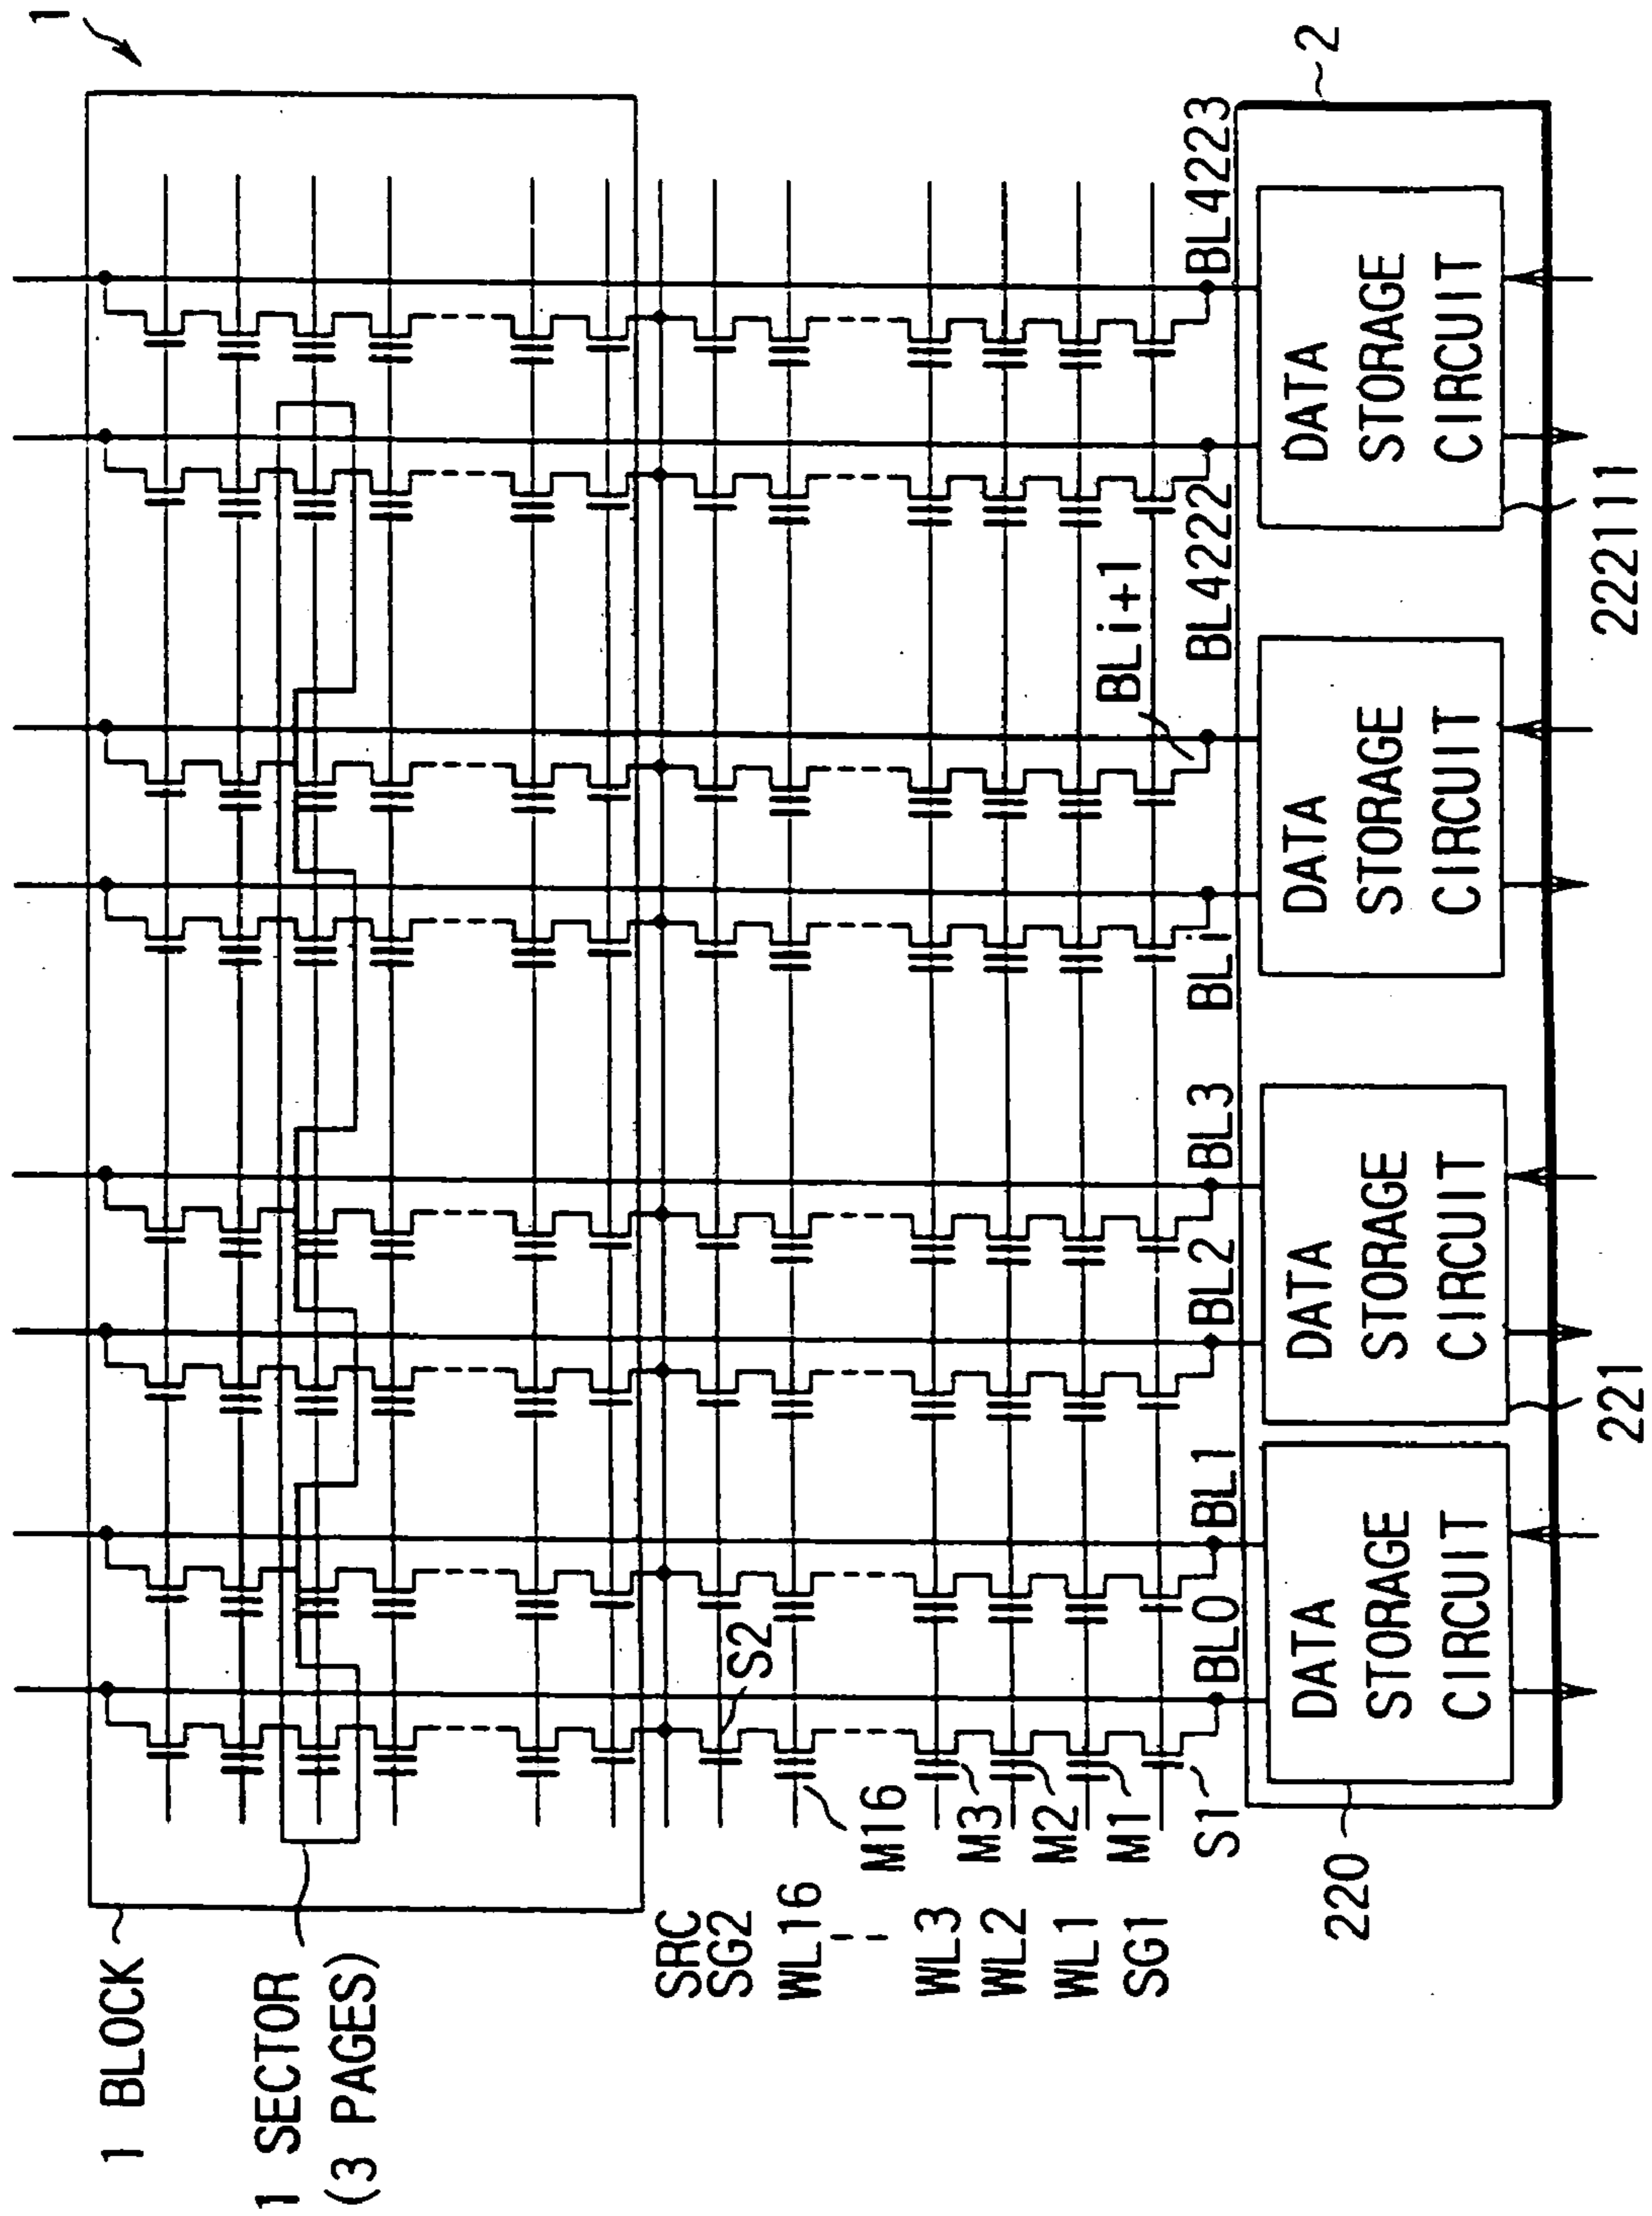 1
1 BLOCK
1 SECTOR
(3 PAGES)
SRC
SG2
S2
WL16
M16
WL3
M3
WL2
M2
WL1
M1
BLi+1
SG1
S1
BL0
BL1
BL2
BL3
BLi
BL4222
BL4223
2
DATA
STORAGE
CIRCUIT
DATA
STORAGE
CIRCUIT
DATA
STORAGE
CIRCUIT
DATA
STORAGE
CIRCUIT
220
221
222111